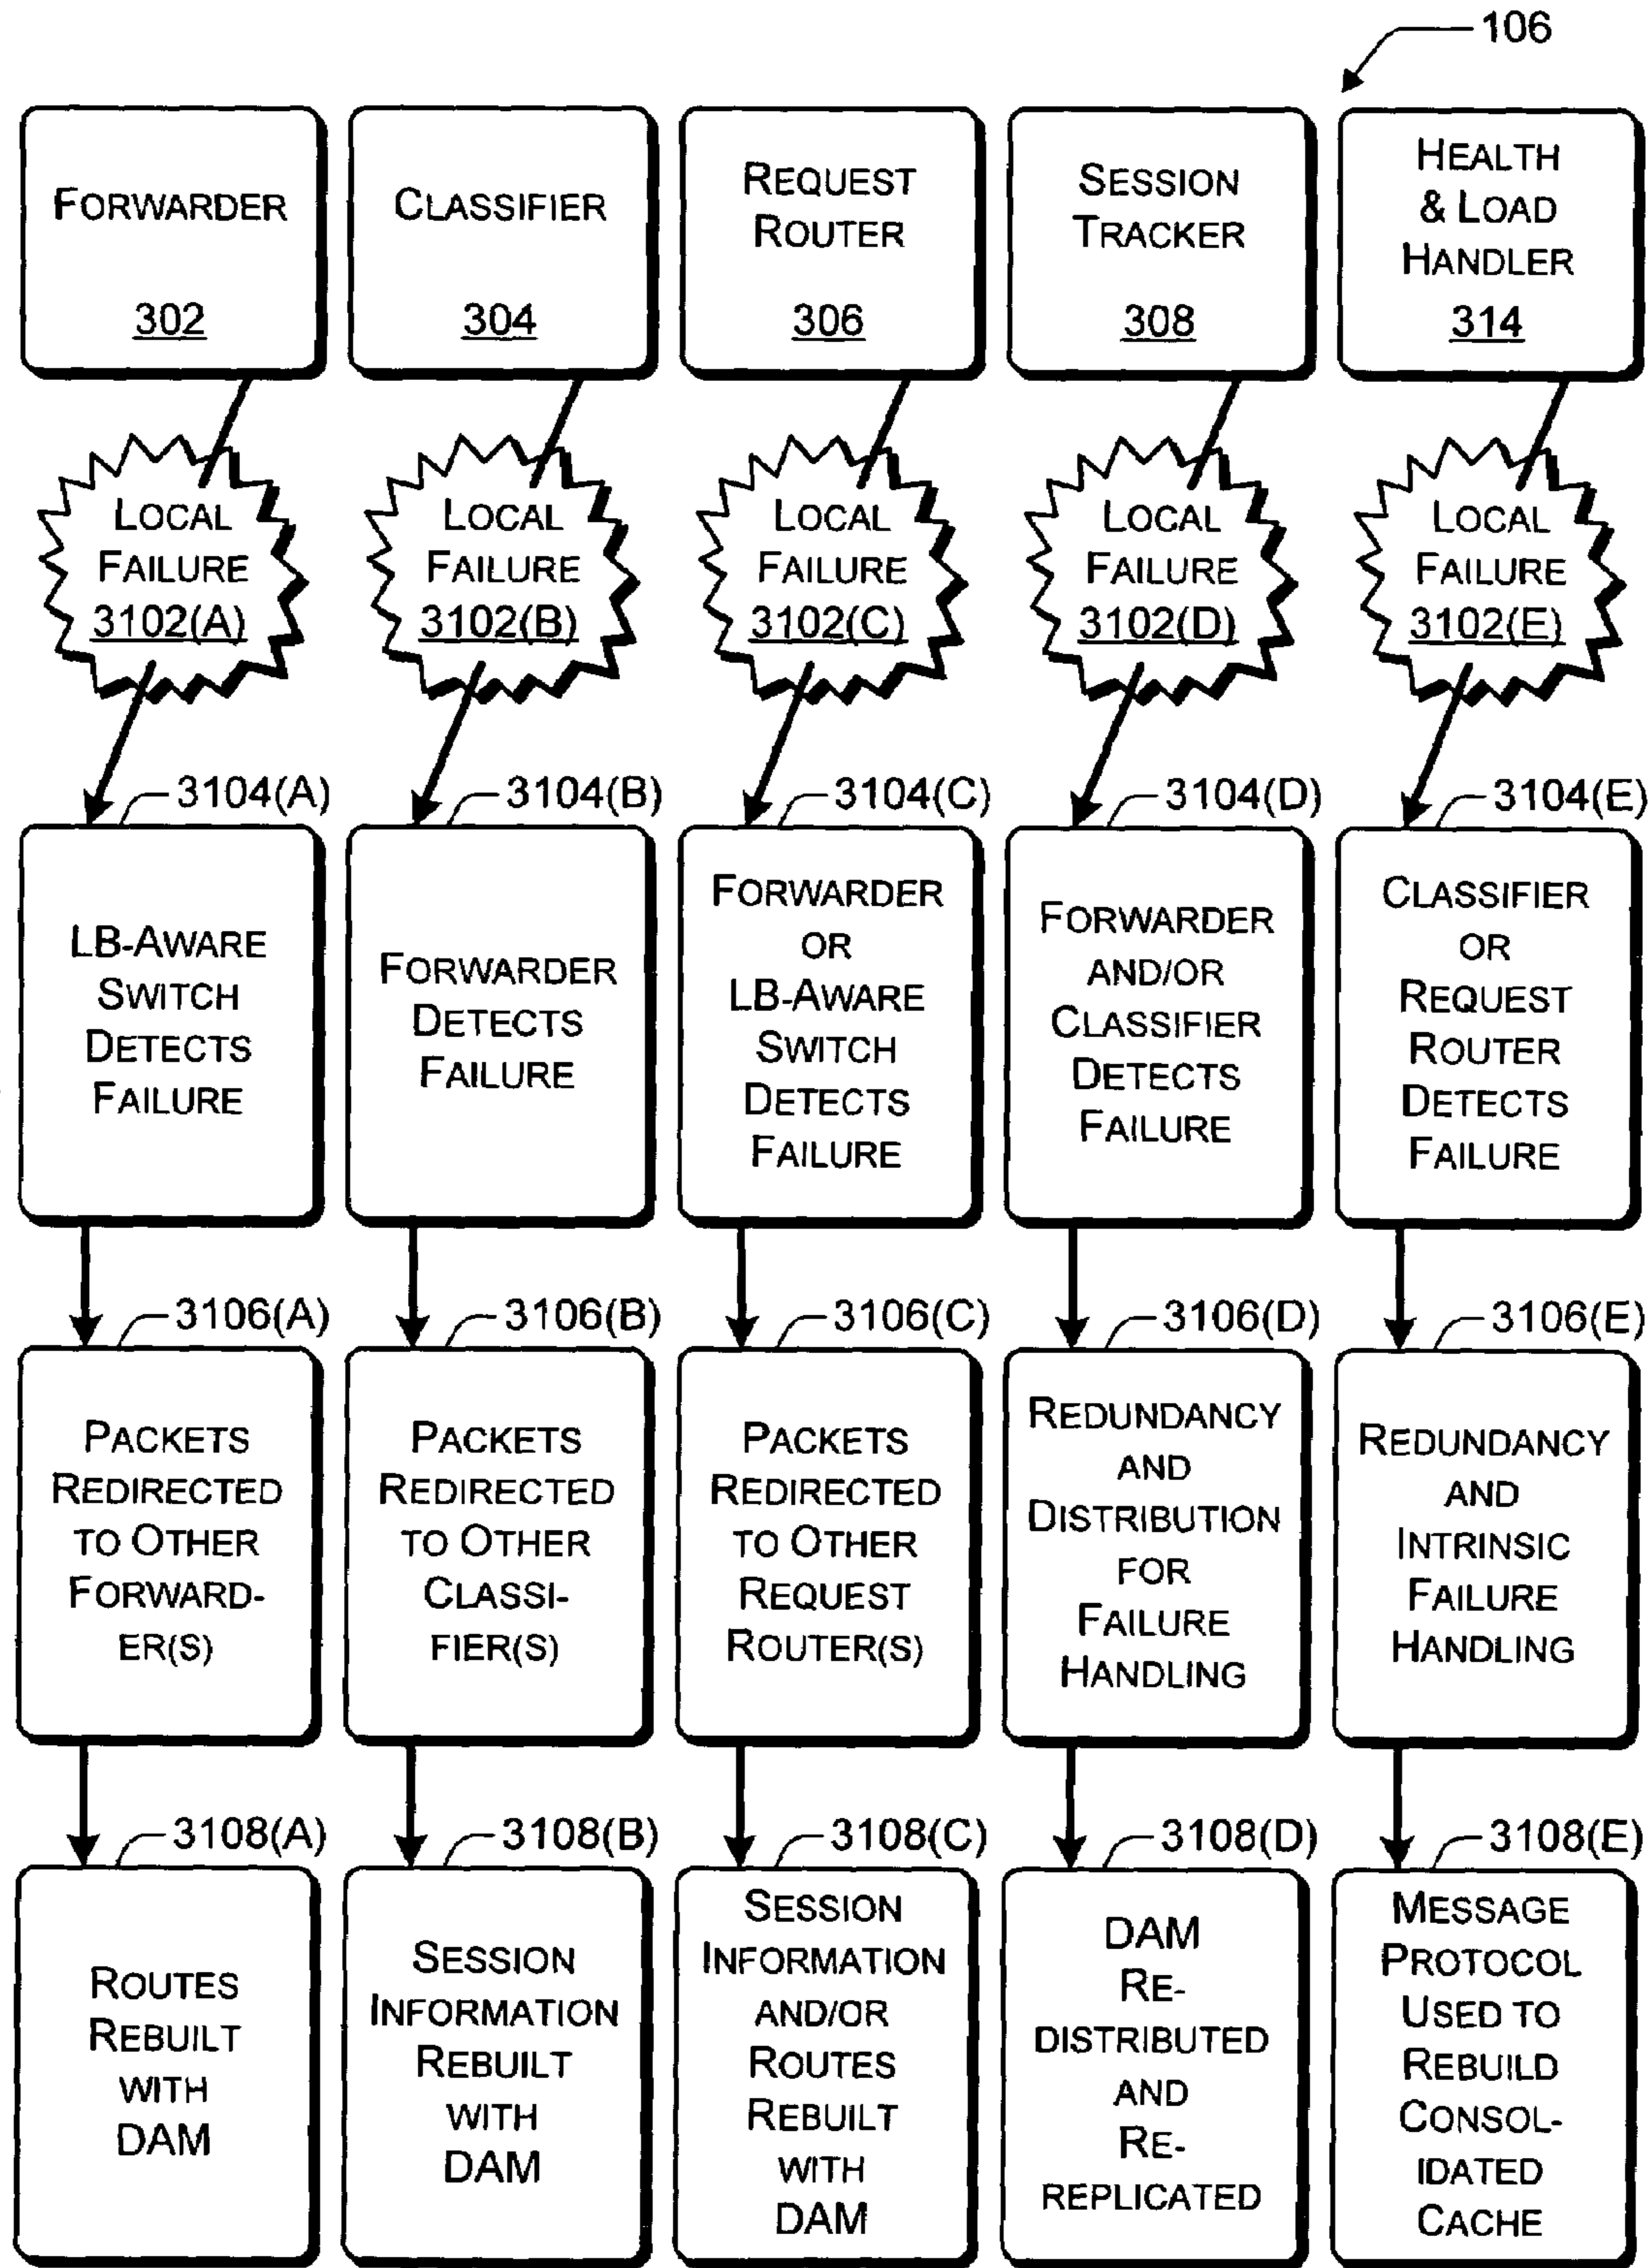 106
FORWARDER
302
CLASSIFIER
304
REQUEST
ROUTER
306
SESSION
TRACKER
308
HEALTH
& LOAD
HANDLER
314
LOCAL
FAILURE
3102(A)
LOCAL
FAILURE
3102(B)
LOCAL
FAILURE
3102(C)
LOCAL
FAILURE
3102(D)
LOCAL
FAILURE
3102(E)
3104(A)
LB-AWARE
SWITCH
DETECTS
FAILURE
3104(B)
FORWARDER
DETECTS
FAILURE
3104(C)
FORWARDER
OR
LB-AWARE
SWITCH
DETECTS
FAILURE
3104(D)
FORWARDER
AND/OR
CLASSIFIER
DETECTS
FAILURE
3104(E)
CLASSIFIER
OR
REQUEST
ROUTER
DETECTS
FAILURE
3106(A)
PACKETS
REDIRECTED
TO OTHER
FORWARD-
ER(S)
3106(B)
PACKETS
REDIRECTED
TO OTHER
CLASSI-
FIER(S)
3106(C)
PACKETS
REDIRECTED
TO OTHER
REQUEST
ROUTER(S)
3106(D)
REDUNDANCY
AND
DISTRIBUTION
FOR
FAILURE
HANDLING
3106(E)
REDUNDANCY
AND
INTRINSIC
FAILURE
HANDLING
3108(A)
ROUTES
REBUILT
WITH
DAM
3108(B)
SESSION
INFORMATION
REBUILT
WITH
DAM
3108(C)
SESSION
INFORMATION
AND/OR
ROUTES
REBUILT
WITH
DAM
3108(D)
DAM
RE-
DISTRIBUTED
AND
RE-
REPLICATED
3108(E)
MESSAGE
PROTOCOL
USED TO
REBUILD
CONSOL-
IDATED
CACHE